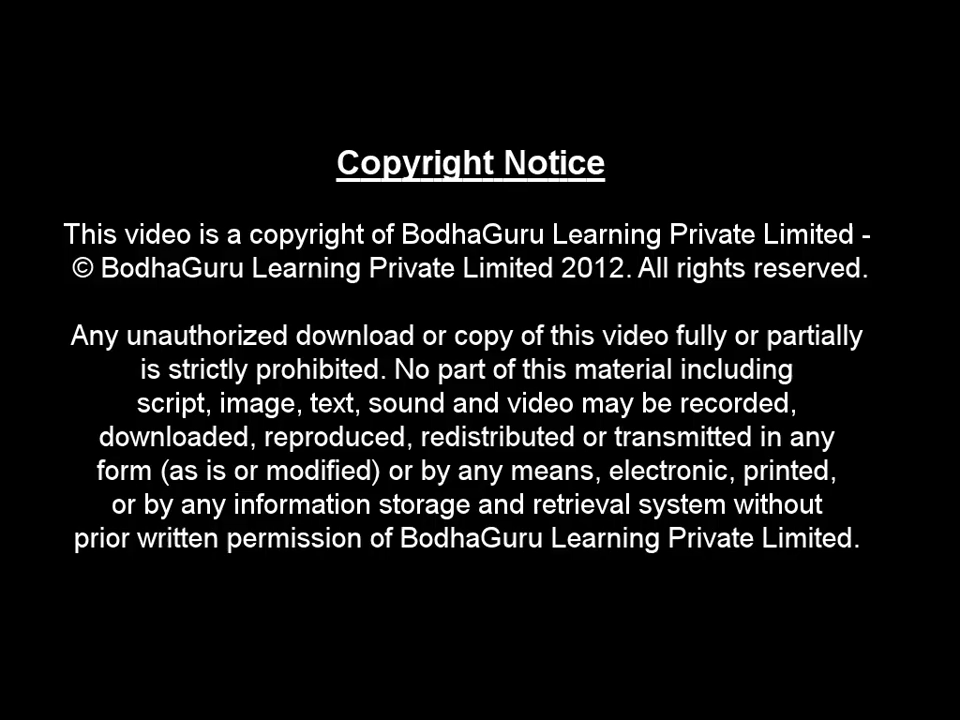 Copyright Notice
This video is a copyright of BodhaGuru Learning Private Limited -
© BodhaGuru Learning Private Limited 2012. All rights reserved.
Any unauthorized download or copy of this video fully or partially
is strictly prohibited. No part of this material including
script, image, text, sound and video may be recorded,
downloaded, reproduced, redistributed or transmitted in any
form (as is or modified) or by any means, electronic, printed,
or by any information storage and retrieval system without
prior written permission of BodhaGuru Learning Private Limited.